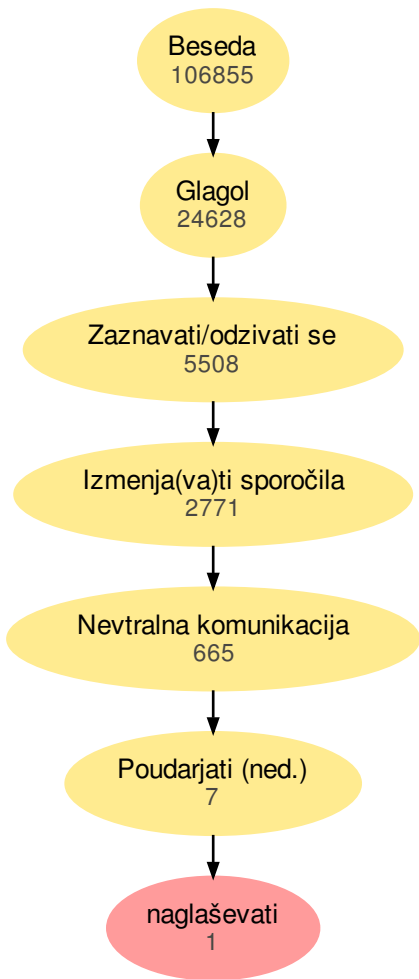 Beseda
106855
Glagol
24628
Zaznavati/odzivati se
5508
Izmenja(va)ti sporočila
2771
Nevtralna komunikacija
665
Poudarjati (ned.)
7
naglaševati
1